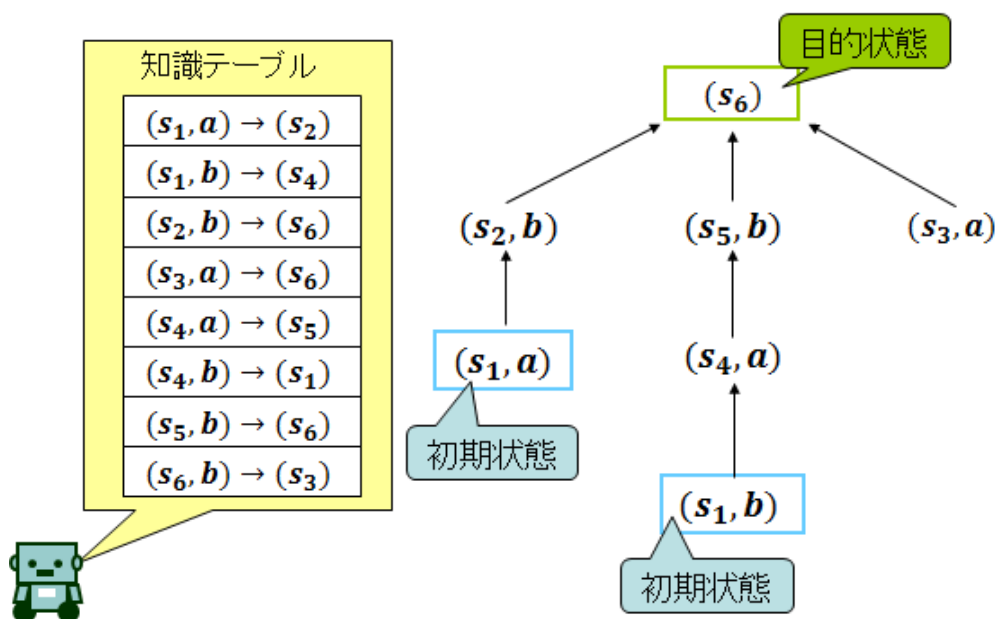 知識テーブル
(s₁, a) → (s₂)
(s₁, b) → (s₄)
(s₂, b) → (s₆)
(s₃, a) → (s₆)
(s₄, a) → (s₅)
(s₄, b) → (s₁)
(s₅, b) → (s₆)
(s₆, b) → (s₃)
目的状態
(s₆)
(s₂, b)
(s₅, b)
(s₃, a)
(s₁, a)
(s₄, a)
初期状態
(s₁, b)
初期状態